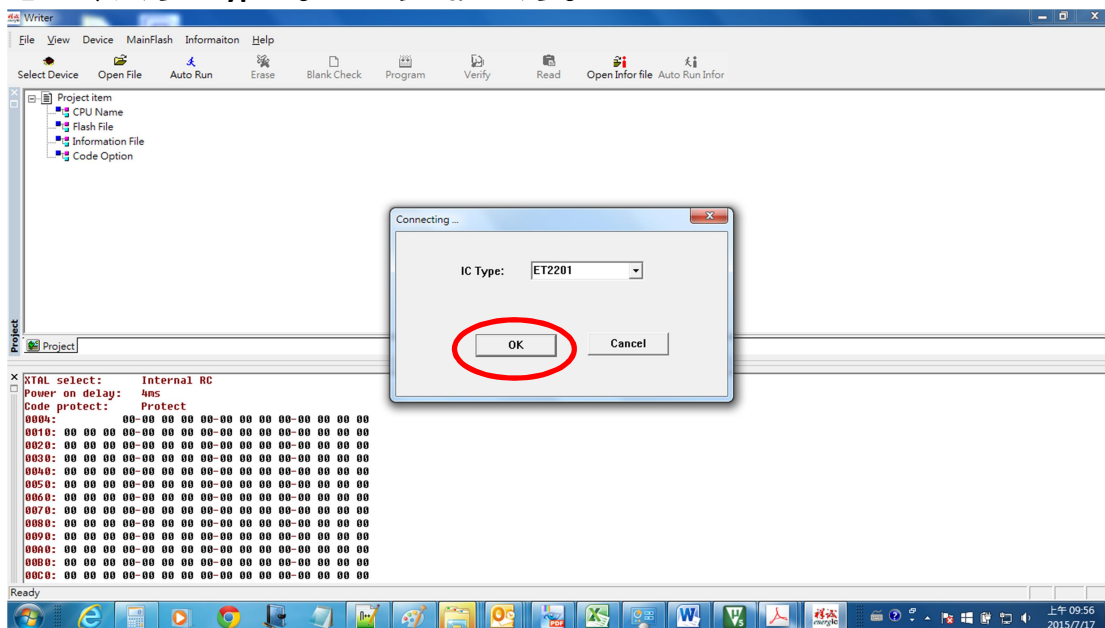 Writer
File View Device MainFlash Informaiton Help
Select Device Open File Auto Run Erase Blank Check Program Verify Read Open Infor file Auto Run Infor
Project item
CPU Name
Flash File
Information File
Code Option
Connecting ...
IC Type: ET2201
OK Cancel
Project
Project
XTAL select: Internal RC
Power on delay: 4ms
Code protect: Protect
0004: 00-00 00 00 00-00 00 00 00-00 00 00 00
0010: 00 00 00 00-00 00 00 00-00 00 00 00-00 00 00 00
0020: 00 00 00 00-00 00 00 00-00 00 00 00-00 00 00 00
0030: 00 00 00 00-00 00 00 00-00 00 00 00-00 00 00 00
0040: 00 00 00 00-00 00 00 00-00 00 00 00-00 00 00 00
0050: 00 00 00 00-00 00 00 00-00 00 00 00-00 00 00 00
0060: 00 00 00 00-00 00 00 00-00 00 00 00-00 00 00 00
0070: 00 00 00 00-00 00 00 00-00 00 00 00-00 00 00 00
0080: 00 00 00 00-00 00 00 00-00 00 00 00-00 00 00 00
0090: 00 00 00 00-00 00 00 00-00 00 00 00-00 00 00 00
00A0: 00 00 00 00-00 00 00 00-00 00 00 00-00 00 00 00
00B0: 00 00 00 00-00 00 00 00-00 00 00 00-00 00 00 00
00C0: 00 00 00 00-00 00 00 00-00 00 00 00-00 00 00 00
Ready
上午 09:56
2015/7/17